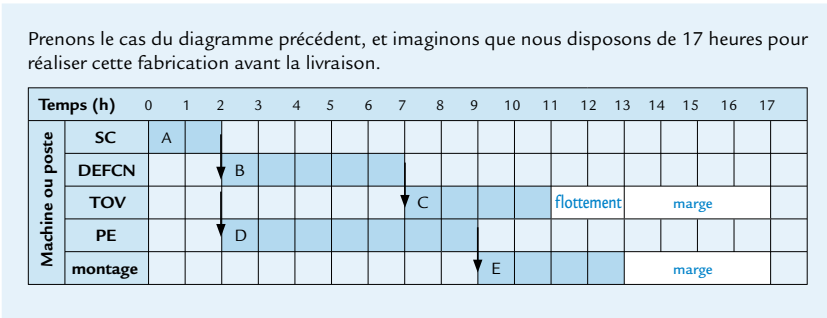 Prenons le cas du diagramme précédent, et imaginons que nous disposons de 17 heures pour
réaliser cette fabrication avant la livraison.
Temps (h) 0 1 2 3 4 5 6 7 8 9 10 11 12 13 14 15 16 17
Machine ou poste
SC A
DEFCN B
TOV C flottement marge
PE D
montage E marge